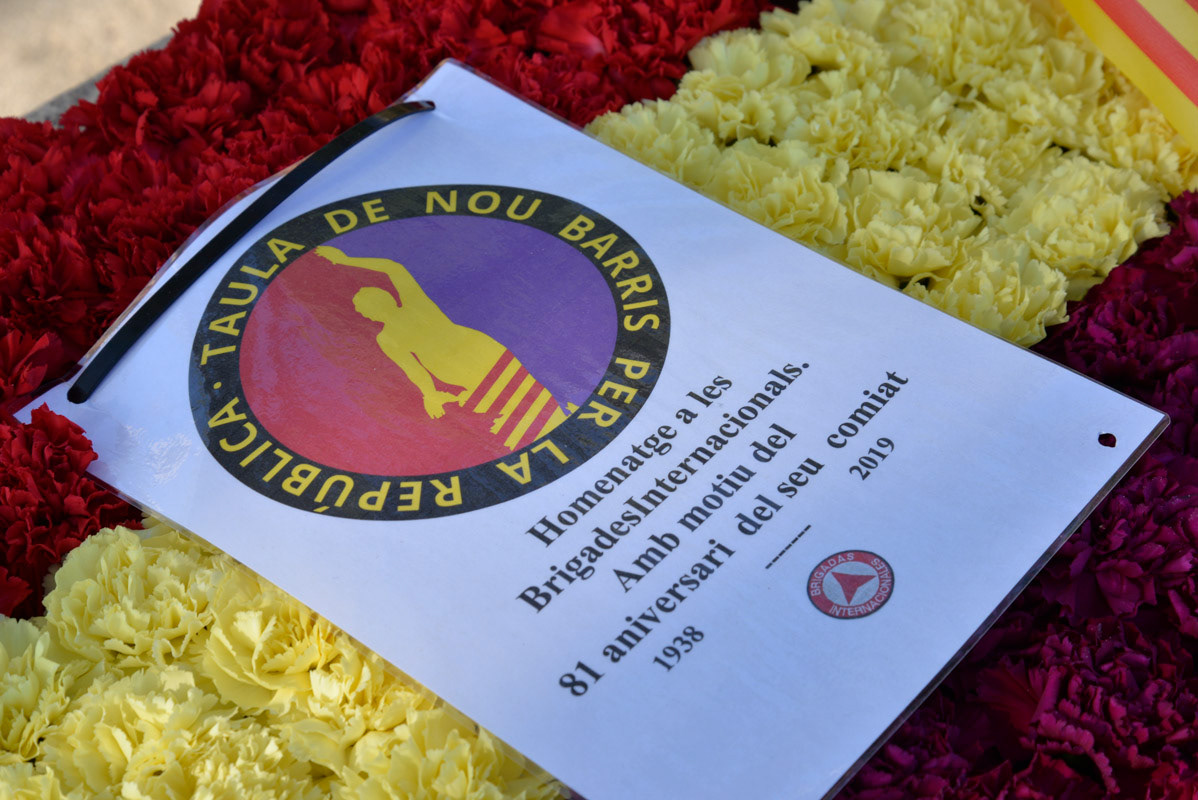 TAULA DE NOU BARRIS PER LA REPÚBLICA ·
Homenatge a les
BrigadesInternacionals.
Amb motiu del
81 aniversari del seu comiat
1938 ------ 2019
BRIGADAS
INTERNACIONALES